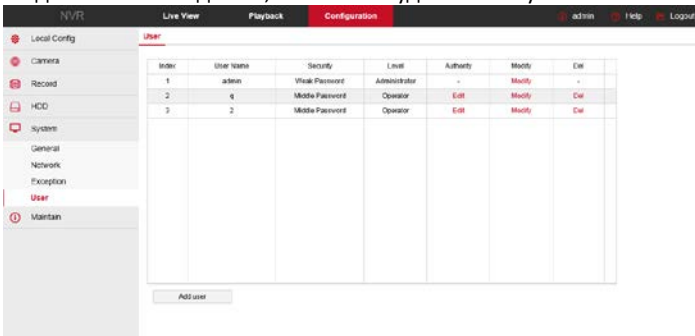 NVR Live View Playback Configuration admin Help Logout
Local Config
Camera
Record
HDD
System
General
Network
Exception
User
Maintain
User
Index User Name Security Level Authority Modify Del
1 admin Weak Password Administrator - Modify -
2 q Middle Password Operator Edit Modify Del
3 2 Middle Password Operator Edit Modify Del
Add user